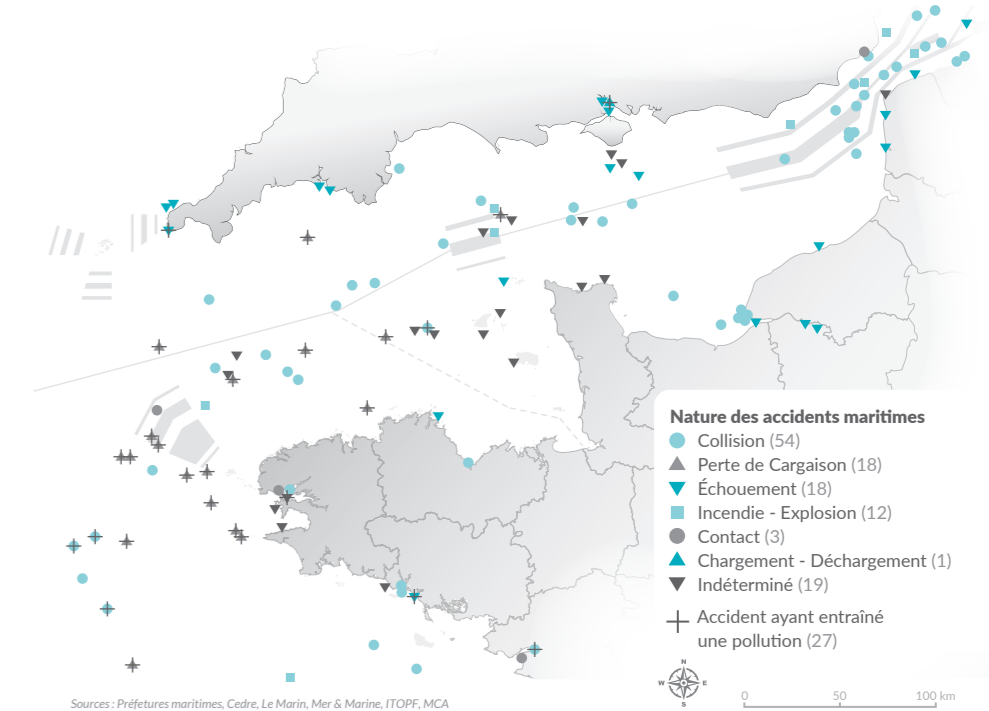 Nature des accidents maritimes
Collision (54)
Perte de Cargaison (18)
Échouement (18)
Incendie - Explosion (12)
Contact (3)
Chargement - Déchargement (1)
Indéterminé (19)
Accident ayant entraîné
une pollution (27)
N
W E
S
0 50 100 km
Sources : Préfetures maritimes, Cedre, Le Marin, Mer & Marine, ITOPF, MCA